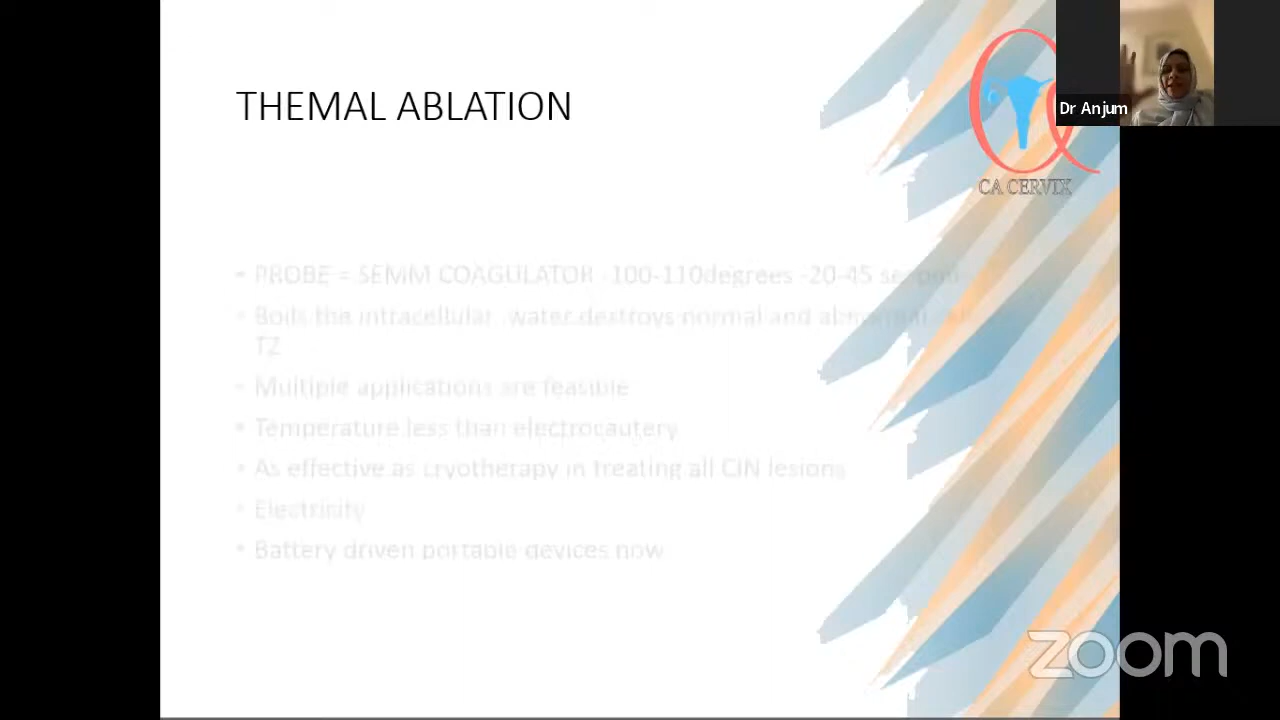 THEMAL ABLATION
Dr Anjum
CA CERVIX
• PROBE = SEMM COAGULATOR -100-110degrees -20-45 second
• Boils the intracellular water destroys normal and abnormal
TZ
• Multiple applications are feasible
• Temperature less than electrocautery
• As effective as cryotherapy in treating all CIN lesions
• Electricity
• Battery driven portable devices now
zoom